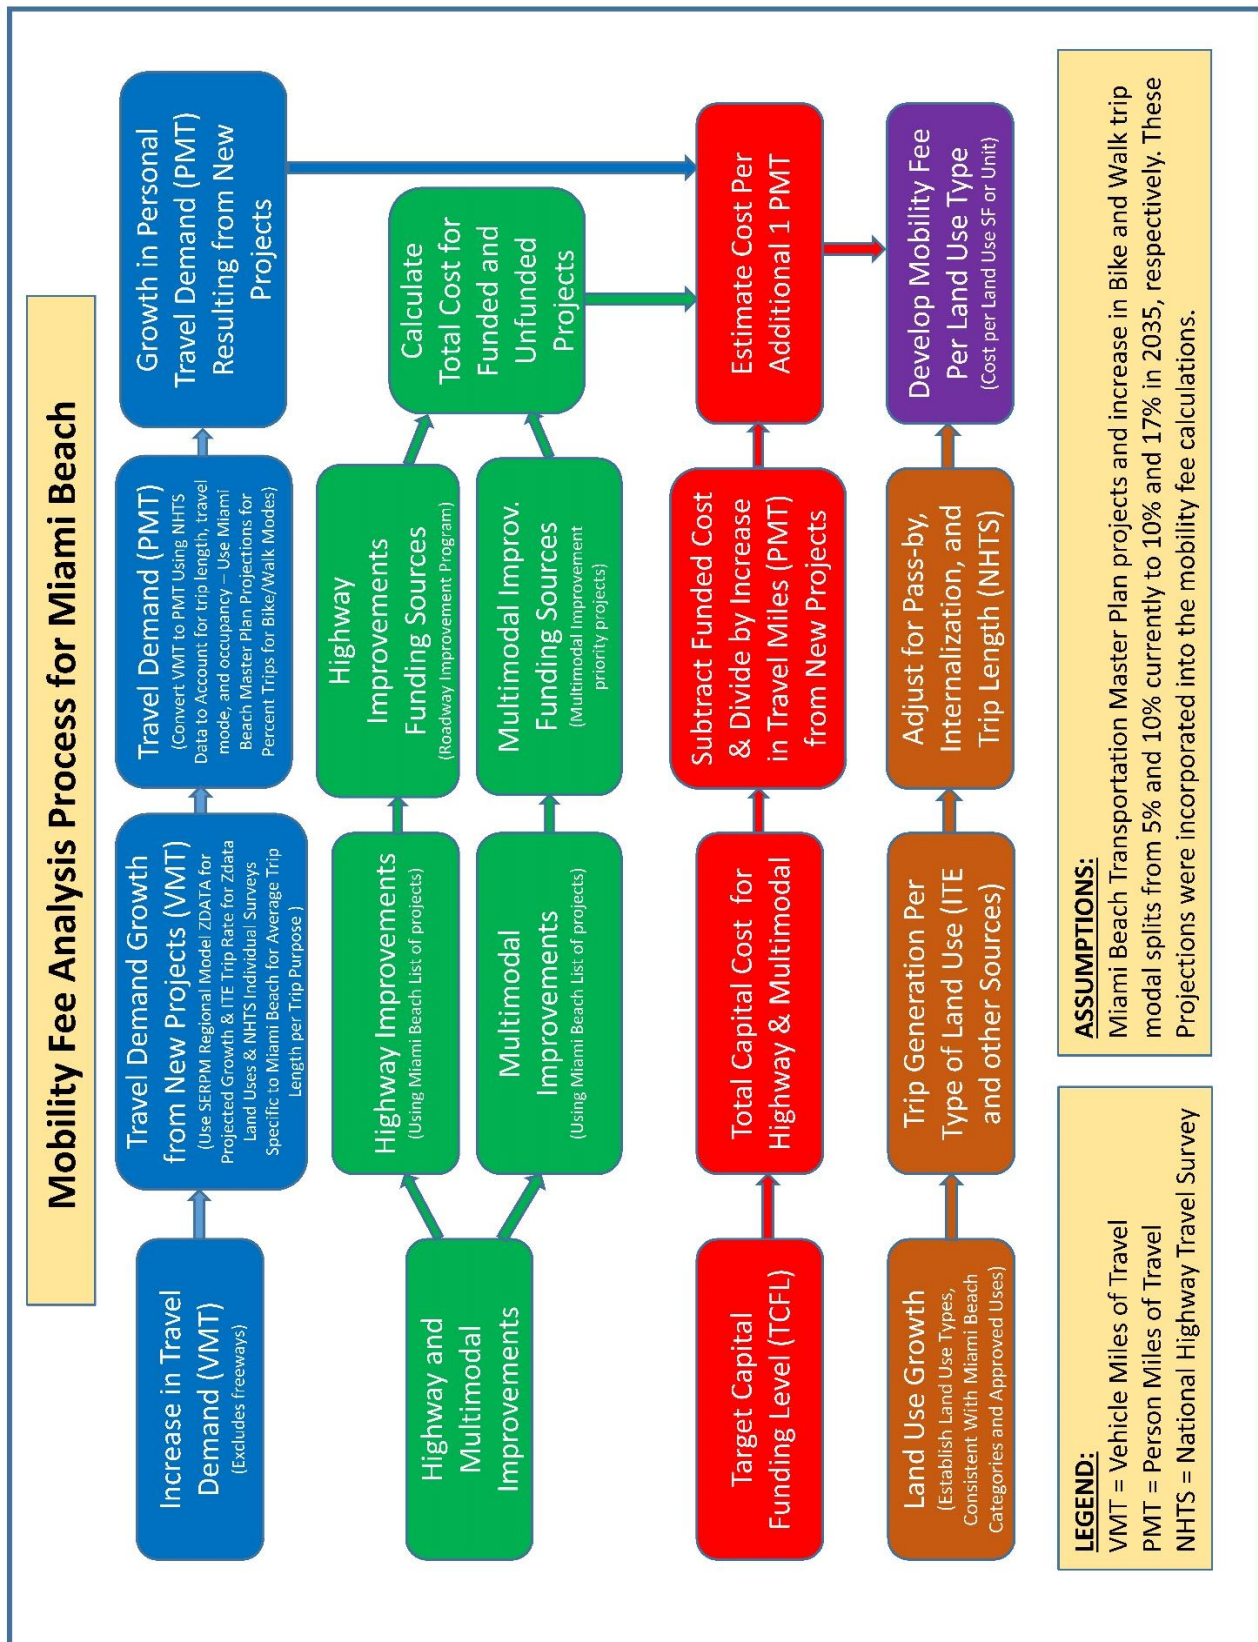 Mobility Fee Analysis Process for Miami Beach
Increase in Travel
Demand (VMT)
(Excludes freeways)
Travel Demand Growth
from New Projects (VMT)
(Use SERPM Regional Model ZDATA for
Projected Growth & ITE Trip Rate for Zdata
Land Uses & NHTS Individual Surveys
Specific to Miami Beach for Average Trip
Length per Trip Purpose )
Travel Demand (PMT)
(Convert VMT to PMT Using NHTS
Data to Account for trip length, travel
mode, and occupancy – Use Miami
Beach Master Plan Projections for
Percent Trips for Bike/Walk Modes)
Growth in Personal
Travel Demand (PMT)
Resulting from New
Projects
Highway and
Multimodal
Improvements
Highway Improvements
(Using Miami Beach List of projects)
Highway
Improvements
Funding Sources
(Roadway Improvement Program)
Multimodal
Improvements
(Using Miami Beach List of projects)
Multimodal Improv.
Funding Sources
(Multimodal Improvement
priority projects)
Calculate
Total Cost for
Funded and
Unfunded
Projects
Target Capital
Funding Level (TCFL)
Total Capital Cost for
Highway & Multimodal
Subtract Funded Cost
& Divide by Increase
in Travel Miles (PMT)
from New Projects
Estimate Cost Per
Additional 1 PMT
Land Use Growth
(Establish Land Use Types,
Consistent With Miami Beach
Categories and Approved Uses)
Trip Generation Per
Type of Land Use (ITE
and other Sources)
Adjust for Pass-by,
Internalization, and
Trip Length (NHTS)
Develop Mobility Fee
Per Land Use Type
(Cost per Land Use SF or Unit)
LEGEND:
VMT = Vehicle Miles of Travel
PMT = Person Miles of Travel
NHTS = National Highway Travel Survey
ASSUMPTIONS:
Miami Beach Transportation Master Plan projects and increase in Bike and Walk trip
modal splits from 5% and 10% currently to 10% and 17% in 2035, respectively. These
Projections were incorporated into the mobility fee calculations.